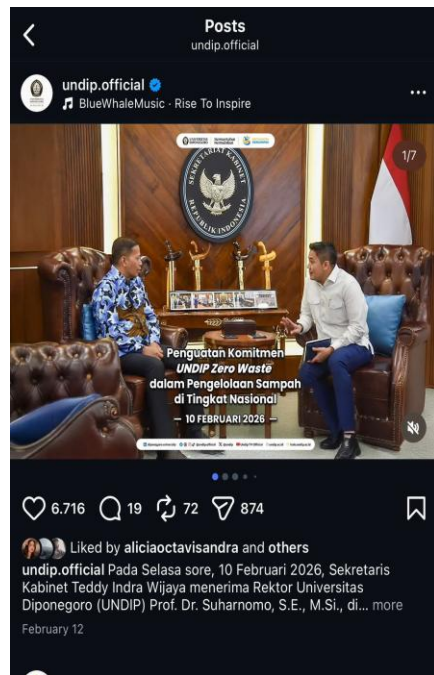 Posts
undip.official
undip.official
BlueWhaleMusic · Rise To Inspire
1/7
SEKRETARIAT KABINET
REPUBLIK INDONESIA
Penguatan Komitmen
UNDIP Zero Waste
dalam Pengelolaan Sampah
di Tingkat Nasional
— 10 FEBRUARI 2026 —
6.716
19
72
874
Liked by aliciaoctavisandra and others
undip.official Pada Selasa sore, 10 Februari 2026, Sekretaris
Kabinet Teddy Indra Wijaya menerima Rektor Universitas
Diponegoro (UNDIP) Prof. Dr. Suharnomo, S.E., M.Si., di... more
February 12